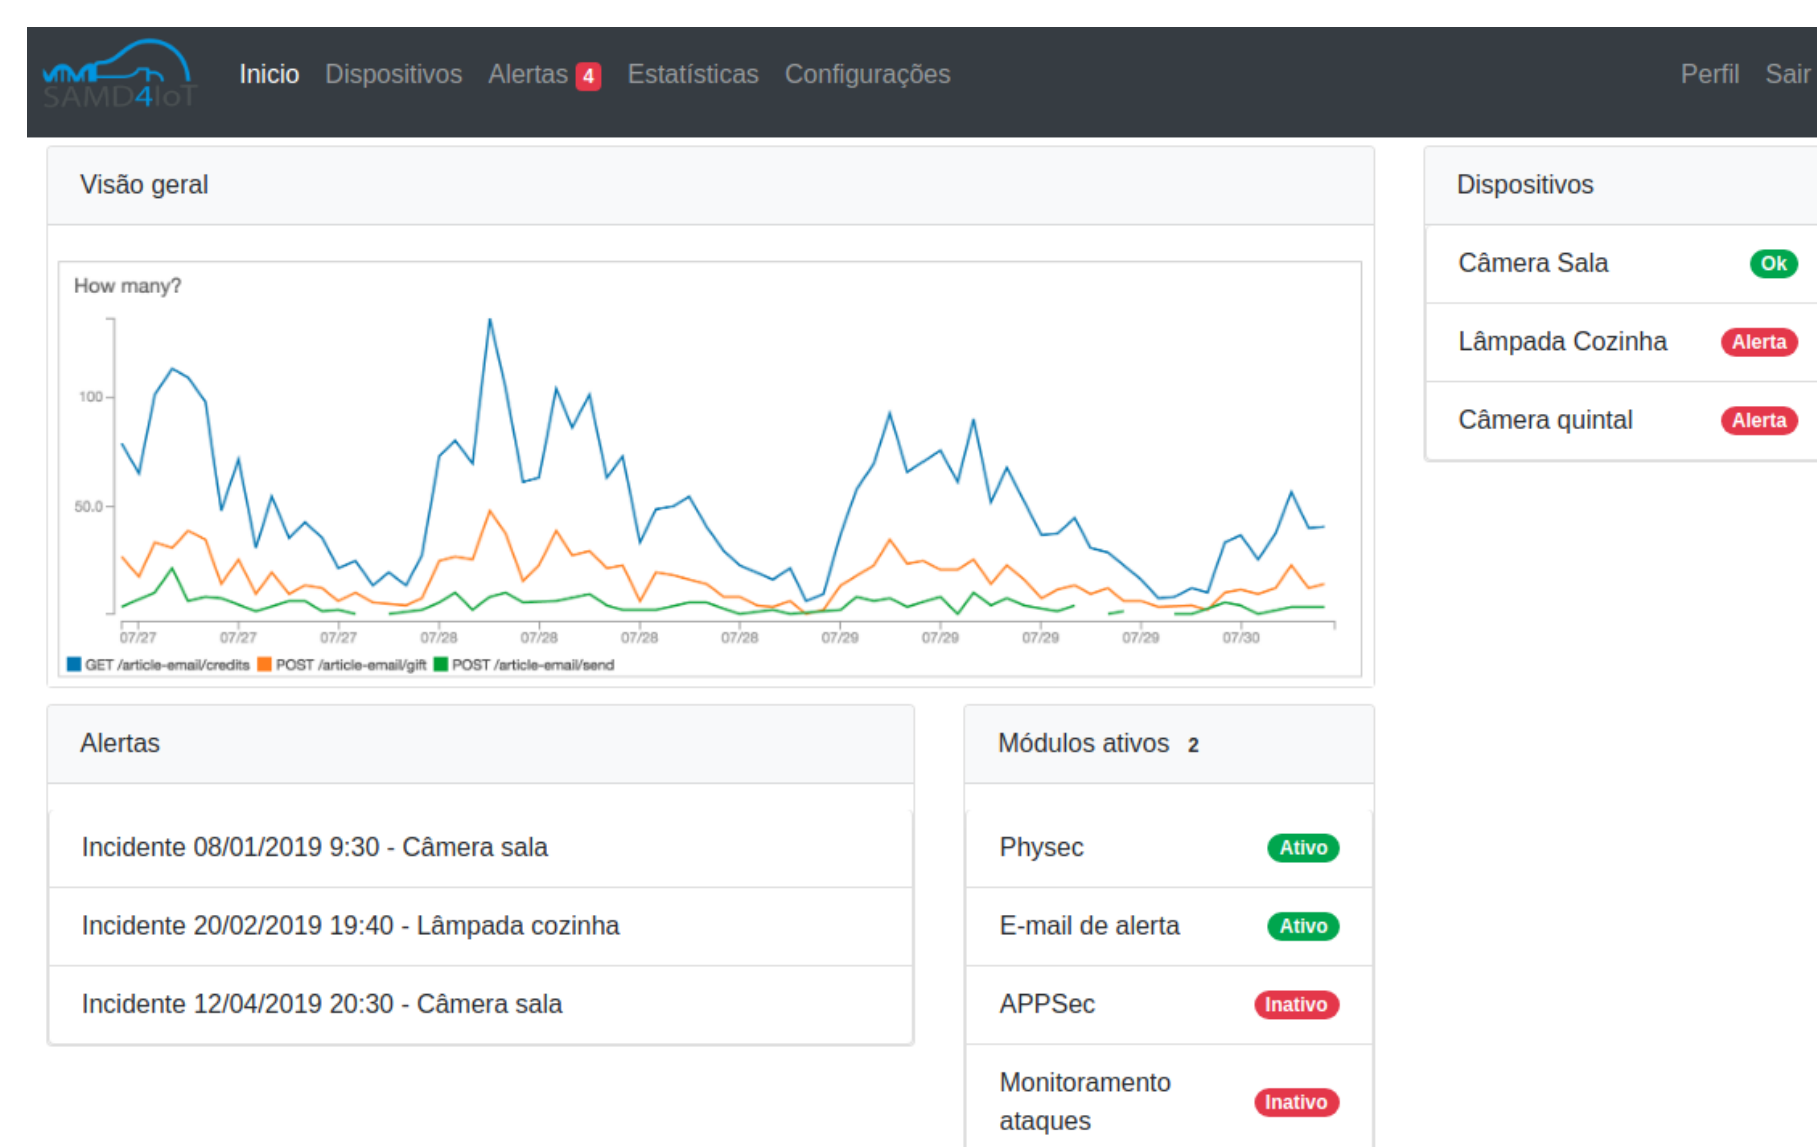 SAMD4IoT
Inicio Dispositivos Alertas 4 Estatísticas Configurações Perfil Sair
Visão geral
How many?
100
50.0
07/27 07/27 07/27 07/28 07/28 07/28 07/28 07/29 07/29 07/29 07/29 07/30
GET /article-email/credits POST /article-email/gift POST /article-email/send
Dispositivos
Câmera Sala Ok
Lâmpada Cozinha Alerta
Câmera quintal Alerta
Alertas
Incidente 08/01/2019 9:30 - Câmera sala
Incidente 20/02/2019 19:40 - Lâmpada cozinha
Incidente 12/04/2019 20:30 - Câmera sala
Módulos ativos 2
Physec Ativo
E-mail de alerta Ativo
APPSec Inativo
Monitoramento
ataques Inativo